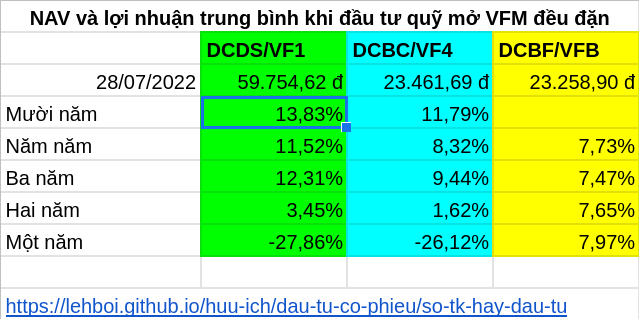 NAV và lợi nhuận trung bình khi đầu tư quỹ mở VFM đều đặn
DCDS/VF1 DCBC/VF4 DCBF/VFB
28/07/2022 59.754,62 đ 23.461,69 đ 23.258,90 đ
Mười năm 13,83% 11,79%
Năm năm 11,52% 8,32% 7,73%
Ba năm 12,31% 9,44% 7,47%
Hai năm 3,45% 1,62% 7,65%
Một năm -27,86% -26,12% 7,97%
https://lehboi.github.io/huu-ich/dau-tu-co-phieu/so-tk-hay-dau-tu